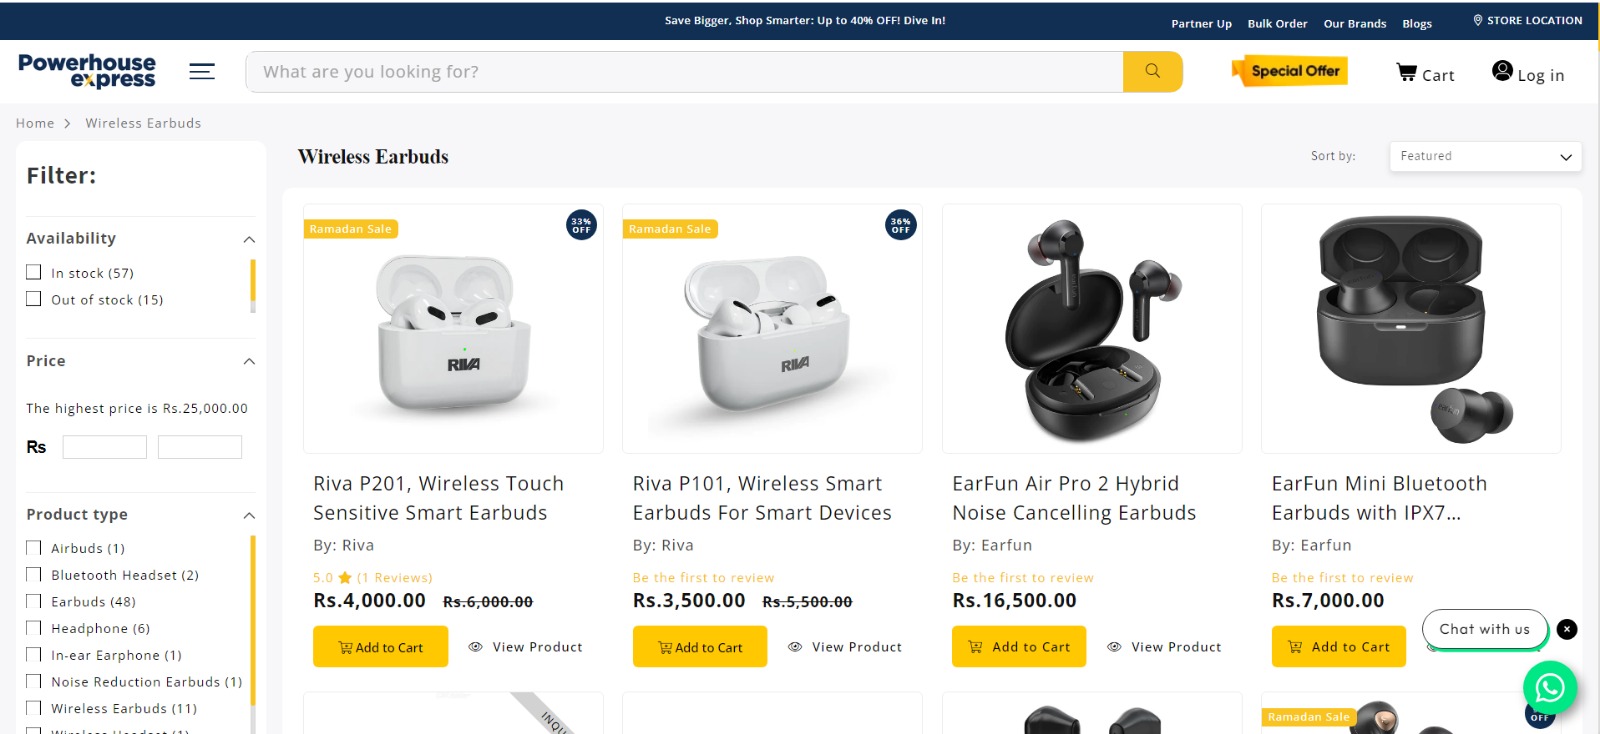 Save Bigger, Shop Smarter: Up to 40% OFF! Dive In!
Partner Up
Bulk Order
Our Brands
Blogs
STORE LOCATION
Powerhouse
express
What are you looking for?
Special Offer
Cart
Log in
Home
Wireless Earbuds
Filter:
Availability
In stock (57)
Out of stock (15)
Price
The highest price is Rs.25,000.00
Rs
Product type
Airbuds (1)
Bluetooth Headset (2)
Earbuds (48)
Headphone (6)
In-ear Earphone (1)
Noise Reduction Earbuds (1)
Wireless Earbuds (11)
Wireless Headset (1)
Wireless Earbuds
Sort by:
Featured
Ramadan Sale
33%
OFF
RIVA
Riva P201, Wireless Touch
Sensitive Smart Earbuds
By: Riva
5.0 (1 Reviews)
Rs.4,000.00 Rs.6,000.00
Add to Cart
View Product
Ramadan Sale
36%
OFF
RIVA
Riva P101, Wireless Smart
Earbuds For Smart Devices
By: Riva
Be the first to review
Rs.3,500.00 Rs.5,500.00
Add to Cart
View Product
EarFun Air Pro 2 Hybrid
Noise Cancelling Earbuds
By: Earfun
Be the first to review
Rs.16,500.00
Add to Cart
View Product
EarFun Mini Bluetooth
Earbuds with IPX7...
By: Earfun
Be the first to review
Rs.7,000.00
Add to Cart
Chat with us
Ramadan Sale
OFF